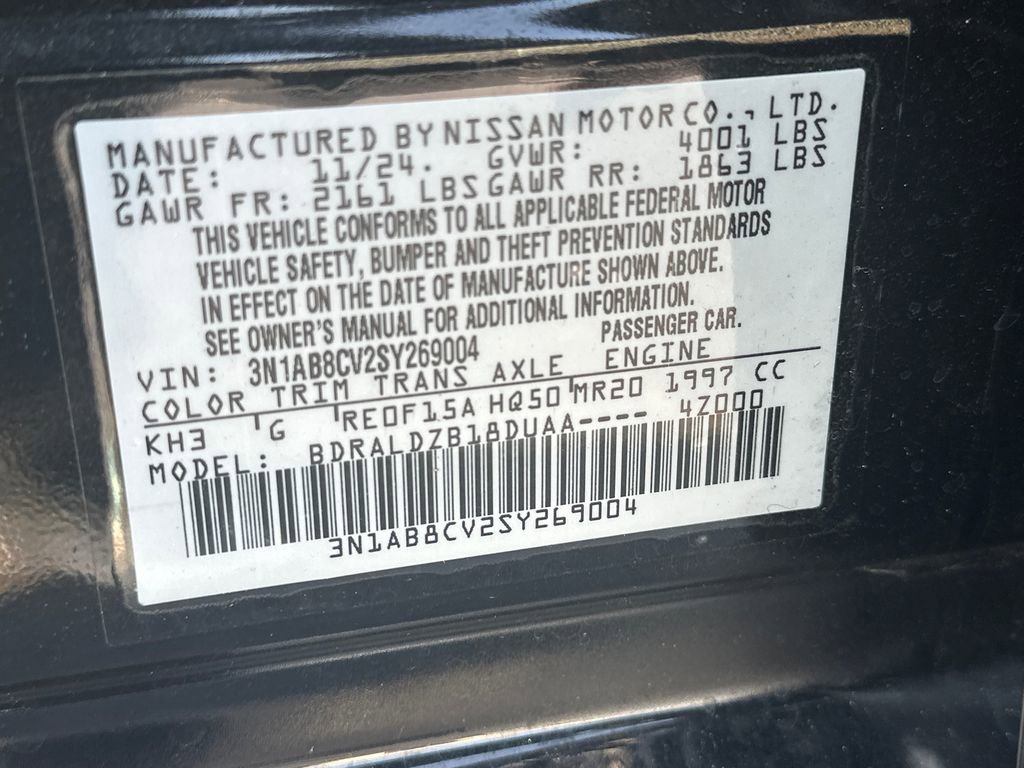 MANUFACTURED BY NISSAN MOTOR CO., LTD.
DATE: 11/24. GVWR: 4001 LBS
GAWR FR: 2161 LBS GAWR RR: 1863 LBS
THIS VEHICLE CONFORMS TO ALL APPLICABLE FEDERAL MOTOR
VEHICLE SAFETY, BUMPER AND THEFT PREVENTION STANDARDS
IN EFFECT ON THE DATE OF MANUFACTURE SHOWN ABOVE.
SEE OWNER'S MANUAL FOR ADDITIONAL INFORMATION.
VIN: 3N1AB8CV2SY269004 PASSENGER CAR.
COLOR TRIM TRANS AXLE ENGINE
KH3 G RE0F15A HQ50 MR20 1997 CC
MODEL: BDRALDZB18DUAA---- 4Z000
3N1AB8CV2SY269004